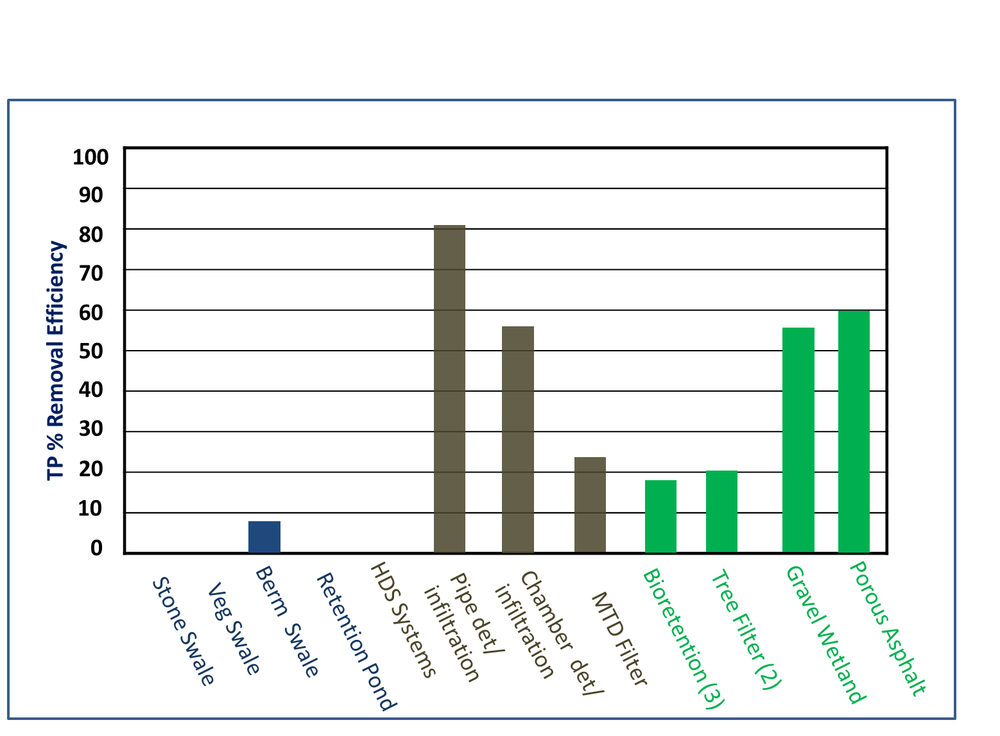 100
90
80
70
60
50
40
30
20
10
0
TP % Removal Efficiency
Stone Swale
Veg Swale
Berm Swale
Retention Pond
HDS Systems
Pipe det/
infiltration
Chamber det/
infiltration
MTD Filter
Bioretention (3)
Tree Filter (2)
Gravel Wetland
Porous Asphalt